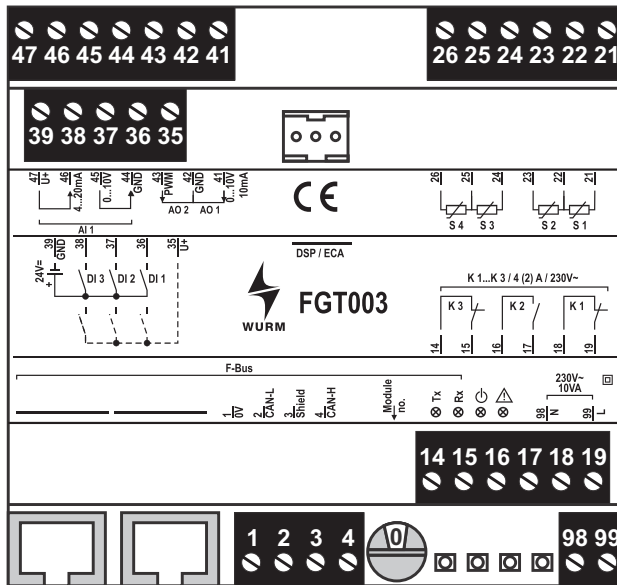 47 46 45 44 43 42 41
26 25 24 23 22 21
39 38 37 36 35
47 U+ 46 4...20mA 45 0...10V 44 GND 43 PWM 42 GND 41 0...10V 10mA
26 25 24 23 22 21
CE
AO 2 AO 1
S 4 S 3 S 2 S 1
AI 1
39 GND 38 37 36 35 U+
DSP / ECA
24V=
+
DI 3 DI 2 DI 1
WURM
FGT003
K 1...K 3 / 4 (2) A / 230V~
K 3 K 2 K 1
14 15 16 17 18 19
F-Bus
1 0V 2 CAN-L 3 Shield 4 CAN-H
Module no.
Tx Rx
230V~
10VA
98 N 99 L
14 15 16 17 18 19
1 2 3 4
0
98 99